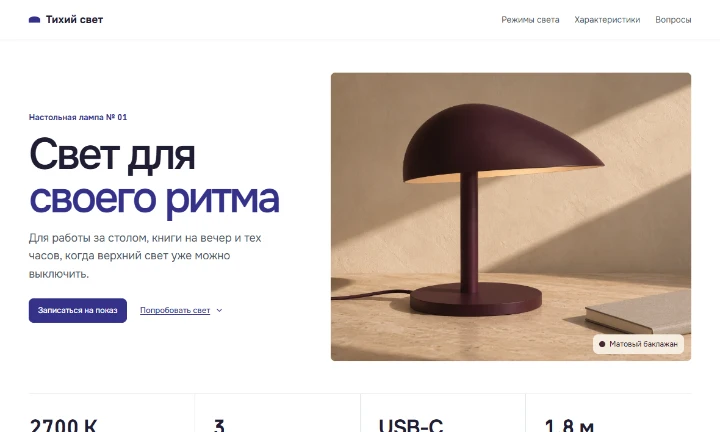 Тихий свет
Режимы света
Характеристики
Вопросы
Настольная лампа № 01
Свет для
своего ритма
Для работы за столом, книги на вечер и тех
часов, когда верхний свет уже можно
выключить.
Записаться на показ
Попробовать свет
Матовый баклажан
2700 K
3
USB-C
1,8 м